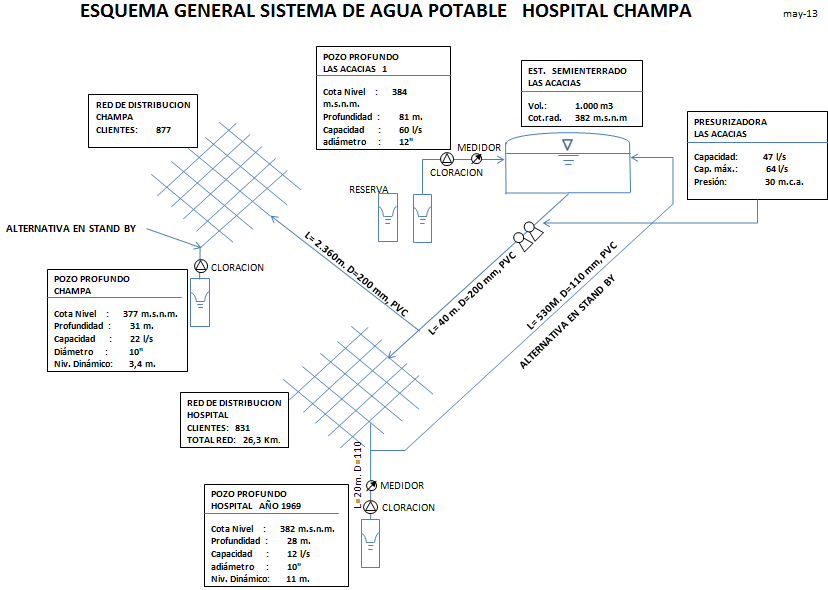 ESQUEMA GENERAL SISTEMA DE AGUA POTABLE HOSPITAL CHAMPA
may-13
POZO PROFUNDO
LAS ACACIAS 1
Cota Nivel : 384
m.s.n.m.
Profundidad : 81 m.
Capacidad : 60 l/s
adiámetro : 12"
EST. SEMIENTERRADO
LAS ACACIAS
Vol.: 1.000 m3
Cot.rad. 382 m.s.n.m
RED DE DISTRIBUCION
CHAMPA
CLIENTES: 877
PRESURIZADORA
LAS ACACIAS
Capacidad: 47 l/s
Cap. máx.: 64 l/s
Presión: 30 m.c.a.
MEDIDOR
CLORACION
RESERVA
ALTERNATIVA EN STAND BY
CLORACION
L= 2.360m. D=200 mm, PVC
L= 40 m. D=200 mm, PVC
L= 530M. D=110 mm, PVC
ALTERNATIVA EN STAND BY
POZO PROFUNDO
CHAMPA
Cota Nivel : 377 m.s.n.m.
Profundidad : 31 m.
Capacidad : 22 l/s
Diámetro : 10"
Niv. Dinámico: 3,4 m.
RED DE DISTRIBUCION
HOSPITAL
CLIENTES: 831
TOTAL RED: 26,3 Km.
L=20m. D=110
MEDIDOR
CLORACION
POZO PROFUNDO
HOSPITAL AÑO 1969
Cota Nivel : 382 m.s.n.m.
Profundidad : 28 m.
Capacidad : 12 l/s
adiámetro : 10"
Niv. Dinámico: 11 m.